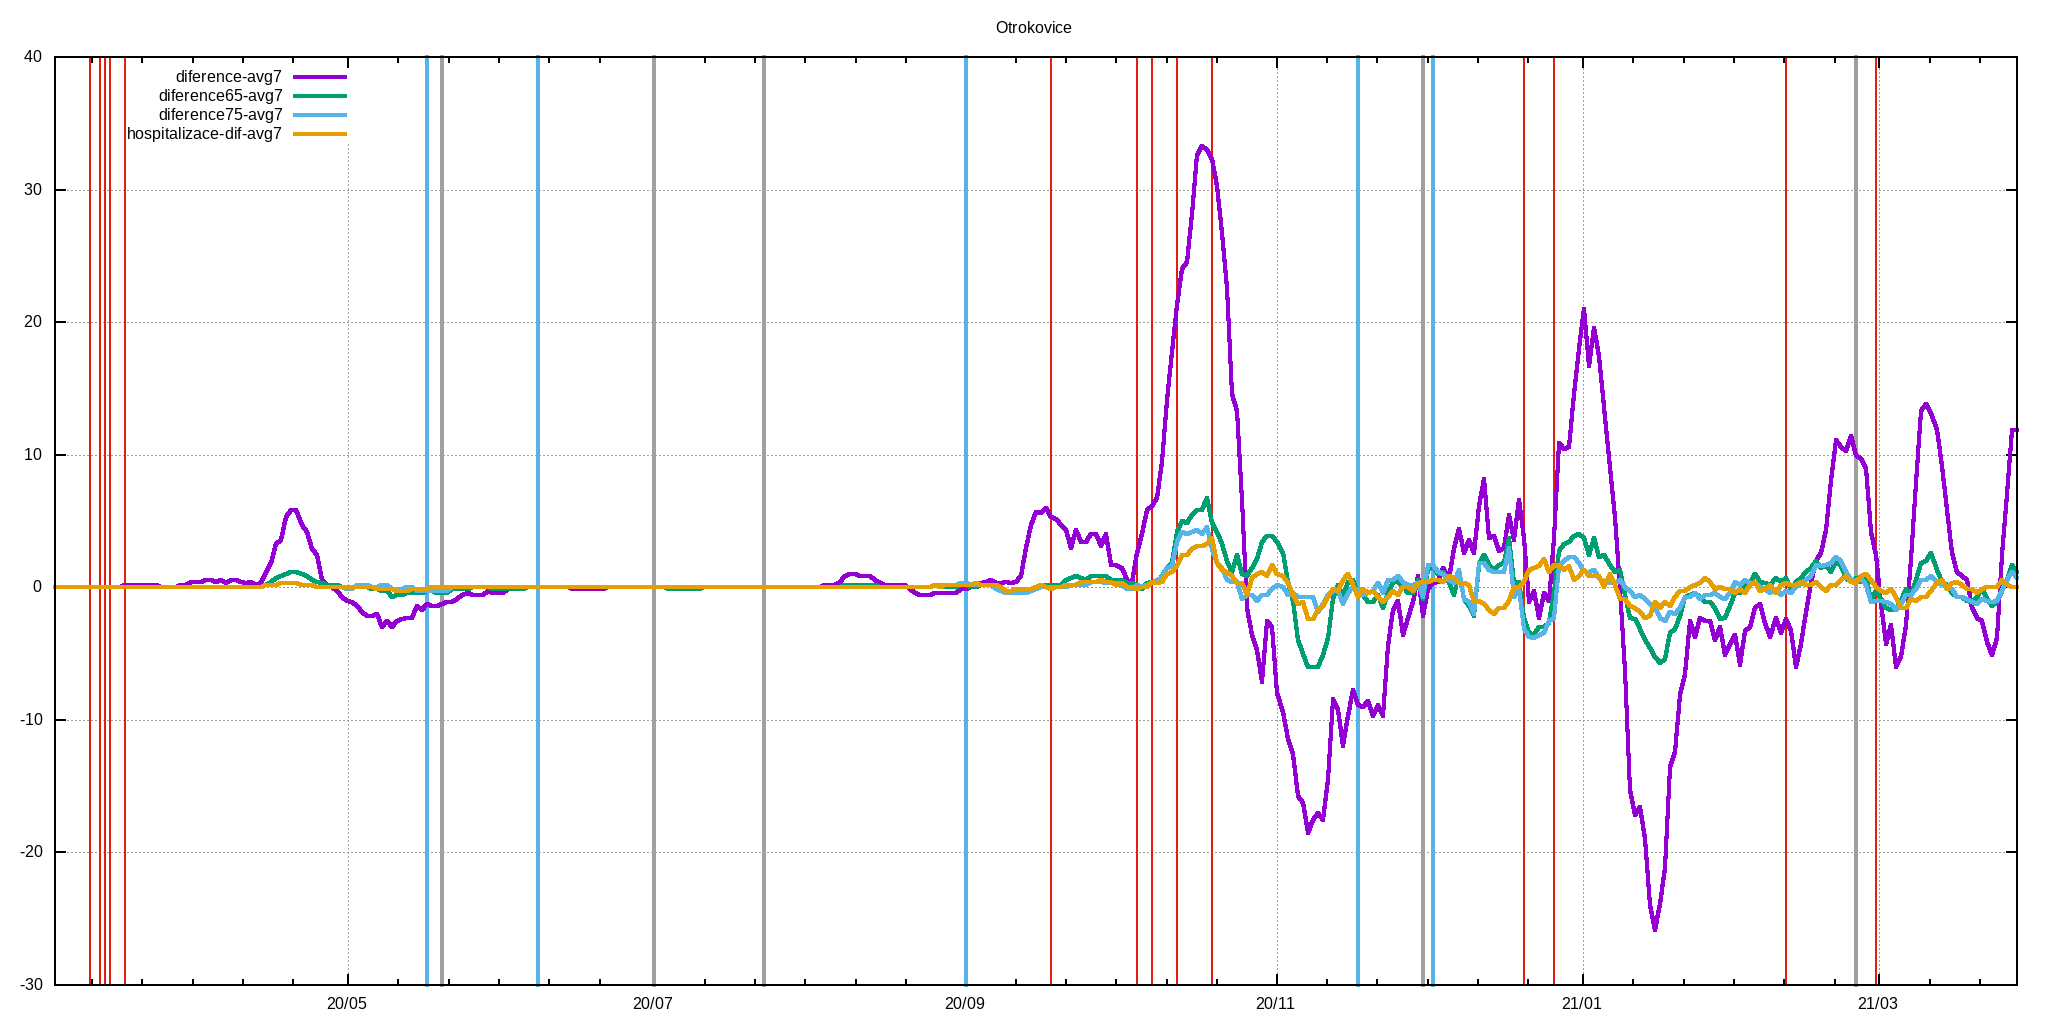 Otrokovice
diference-avg7
diference65-avg7
diference75-avg7
hospitalizace-dif-avg7
40
30
20
10
0
-10
-20
-30
20/05 20/07 20/09 20/11 21/01 21/03